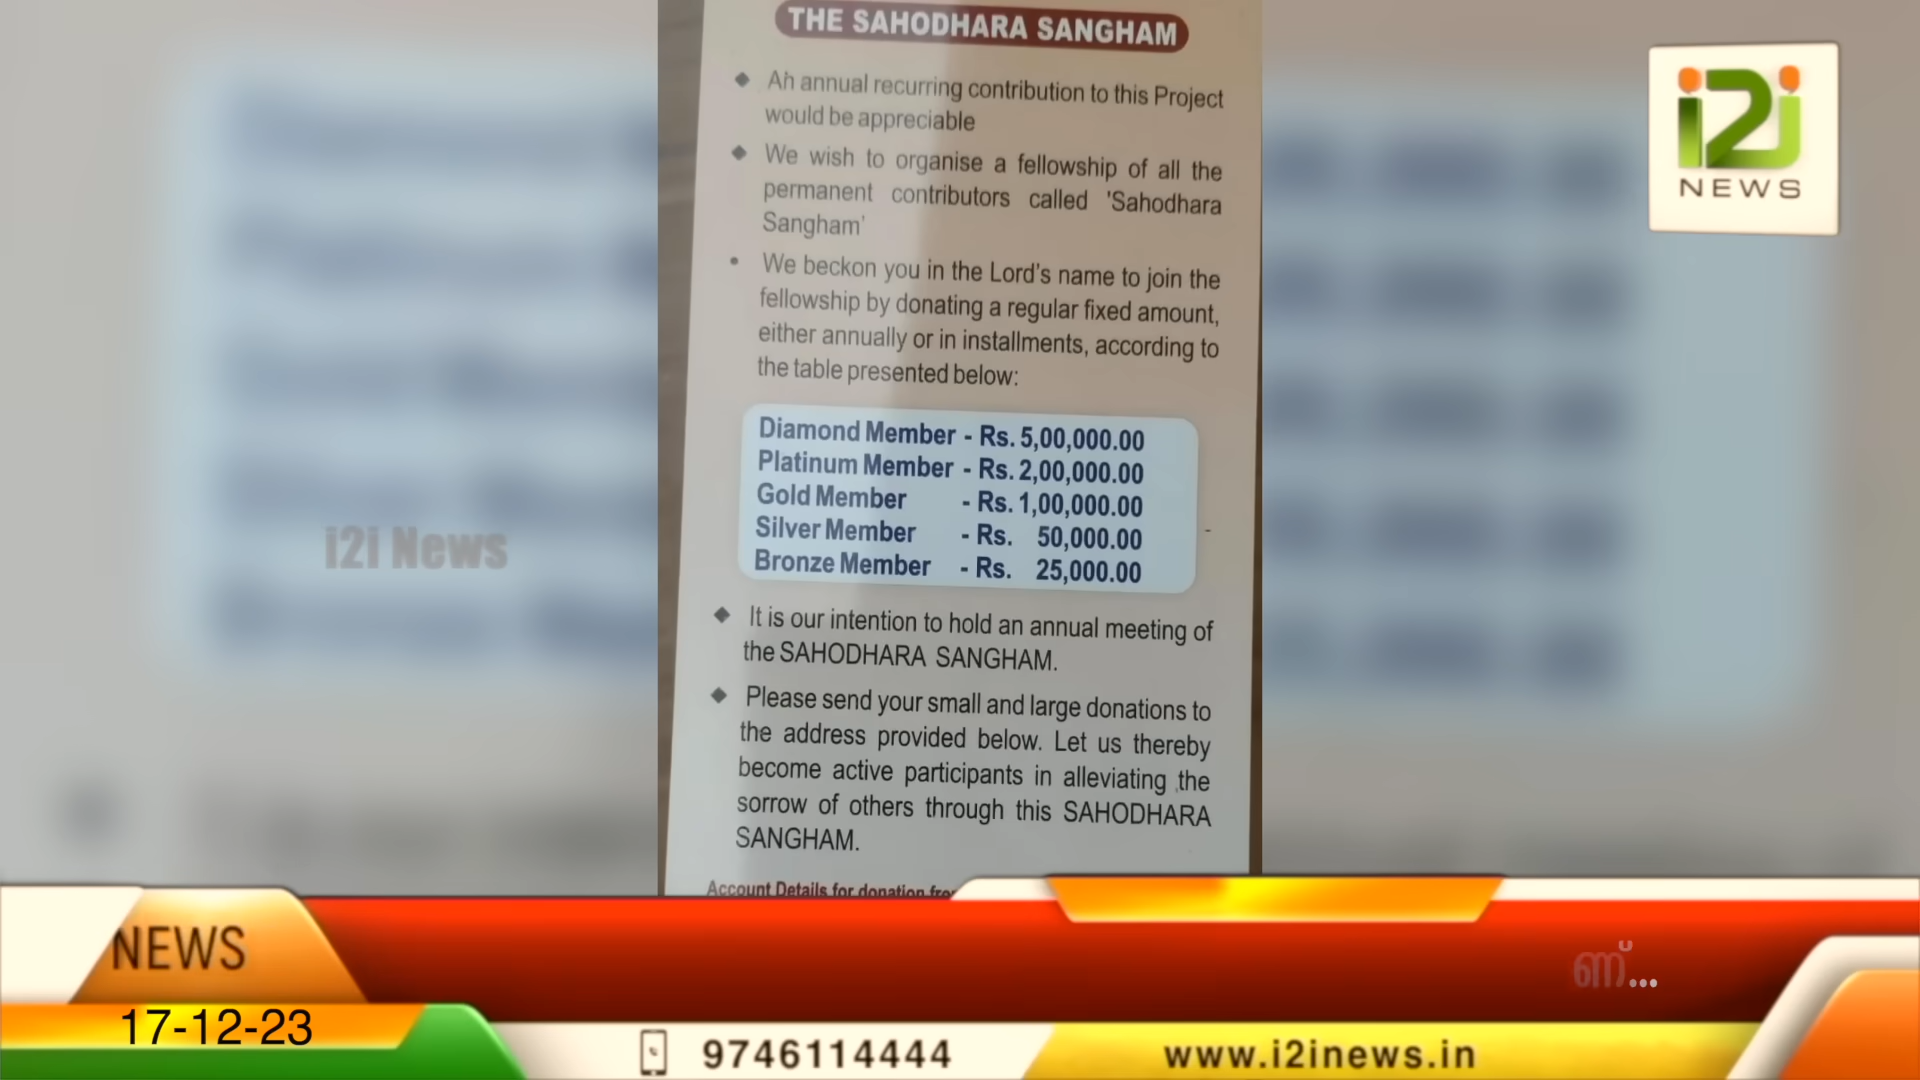 THE SAHODHARA SANGHAM
Ah annual recurring contribution to this Project
would be appreciable
We wish to organise a fellowship of all the
permanent contributors called 'Sahodhara
Sangham'
We beckon you in the Lord's name to join the
fellowship by donating a regular fixed amount,
either annually or in installments, according to
the table presented below:
Diamond Member - Rs. 5,00,000.00
Platinum Member - Rs. 2,00,000.00
Gold Member - Rs. 1,00,000.00
Silver Member - Rs. 50,000.00
Bronze Member - Rs. 25,000.00
It is our intention to hold an annual meeting of
the SAHODHARA SANGHAM.
Please send your small and large donations to
the address provided below. Let us thereby
become active participants in alleviating the
sorrow of others through this SAHODHARA
SANGHAM.
Account Details for donation
i2i
NEWS
i2i News
NEWS
ണ്...
17-12-23
9746114444
www.i2inews.in